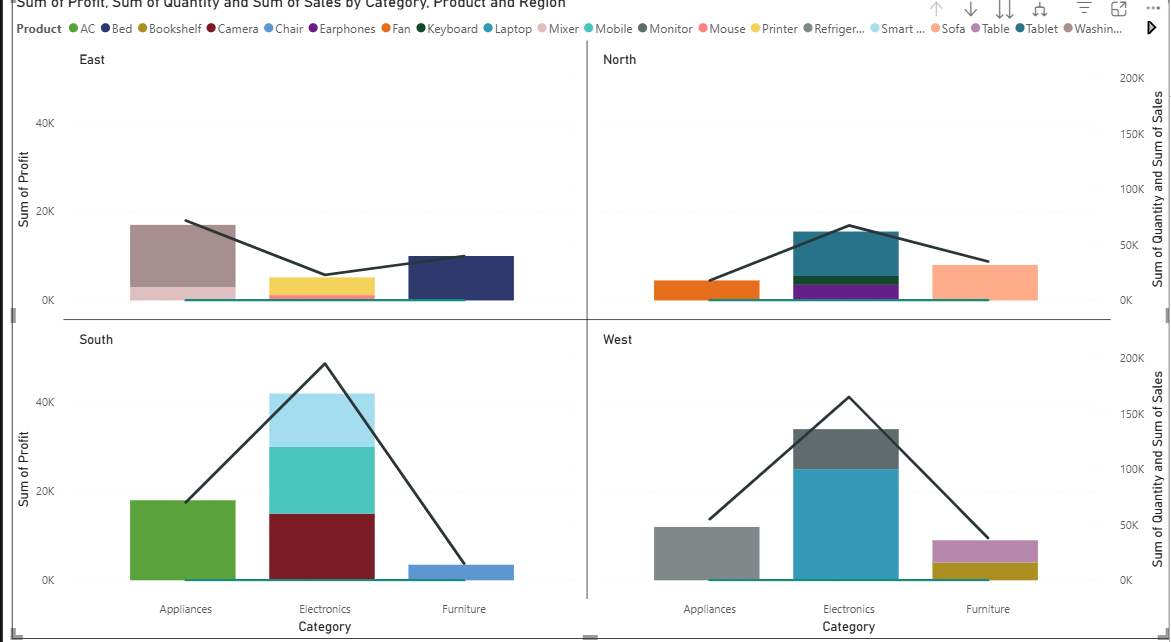 Sum of Profit, Sum of Quantity and Sum of Sales by Category, Product and Region
Product AC Bed Bookshelf Camera Chair Earphones Fan Keyboard Laptop Mixer Mobile Monitor Mouse Printer Refriger... Smart ... Sofa Table Tablet Washin...
East
North
40K
20K
0K
Sum of Profit
200K
150K
100K
50K
0K
Sum of Quantity and Sum of Sales
South
West
40K
20K
0K
Sum of Profit
200K
150K
100K
50K
0K
Sum of Quantity and Sum of Sales
Appliances Electronics Furniture
Category
Appliances Electronics Furniture
Category